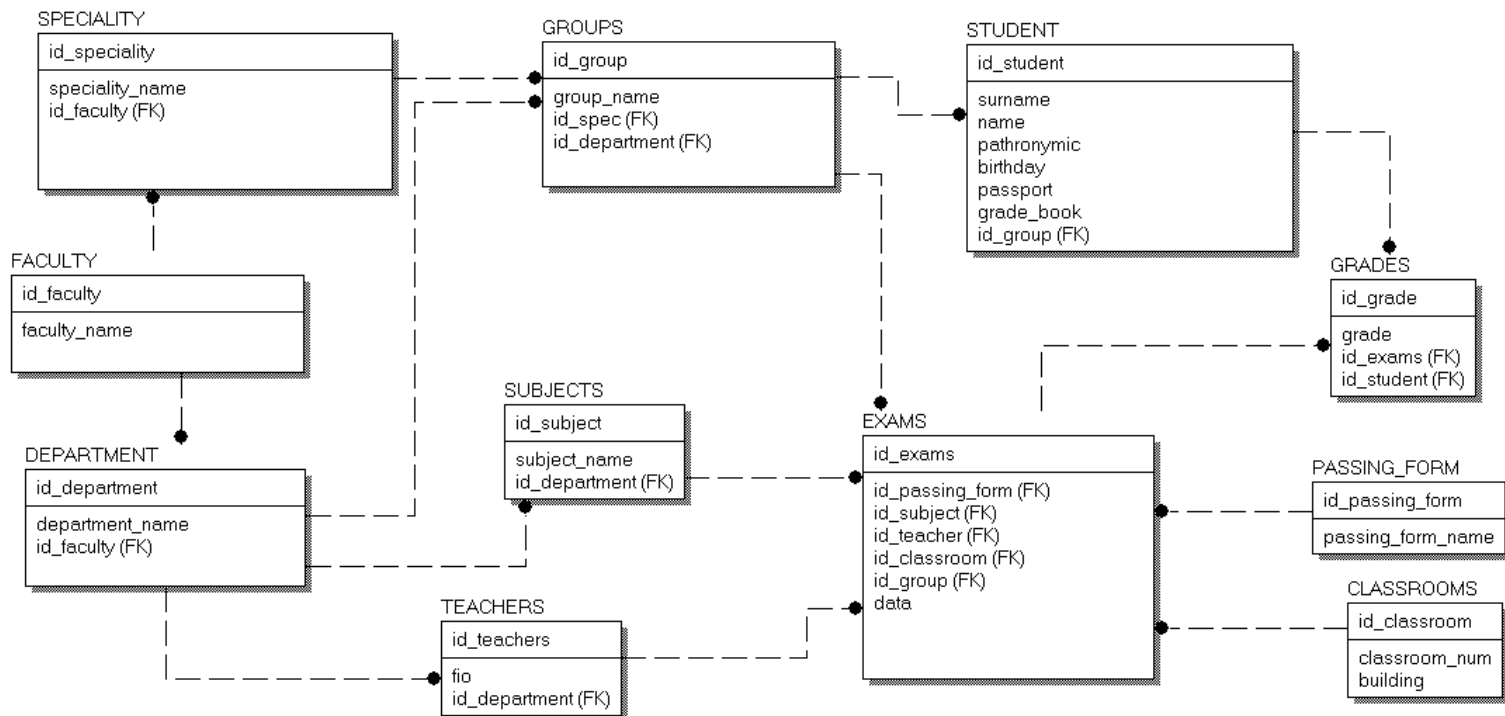 SPECIALITY
id_speciality
speciality_name
id_faculty (FK)
GROUPS
id_group
group_name
id_spec (FK)
id_department (FK)
STUDENT
id_student
surname
name
pathronymic
birthday
passport
grade_book
id_group (FK)
FACULTY
id_faculty
faculty_name
GRADES
id_grade
grade
id_exams (FK)
id_student (FK)
SUBJECTS
id_subject
subject_name
id_department (FK)
EXAMS
id_exams
id_passing_form (FK)
id_subject (FK)
id_teacher (FK)
id_classroom (FK)
id_group (FK)
data
DEPARTMENT
id_department
department_name
id_faculty (FK)
PASSING_FORM
id_passing_form
passing_form_name
TEACHERS
id_teachers
fio
id_department (FK)
CLASSROOMS
id_classroom
classroom_num
building